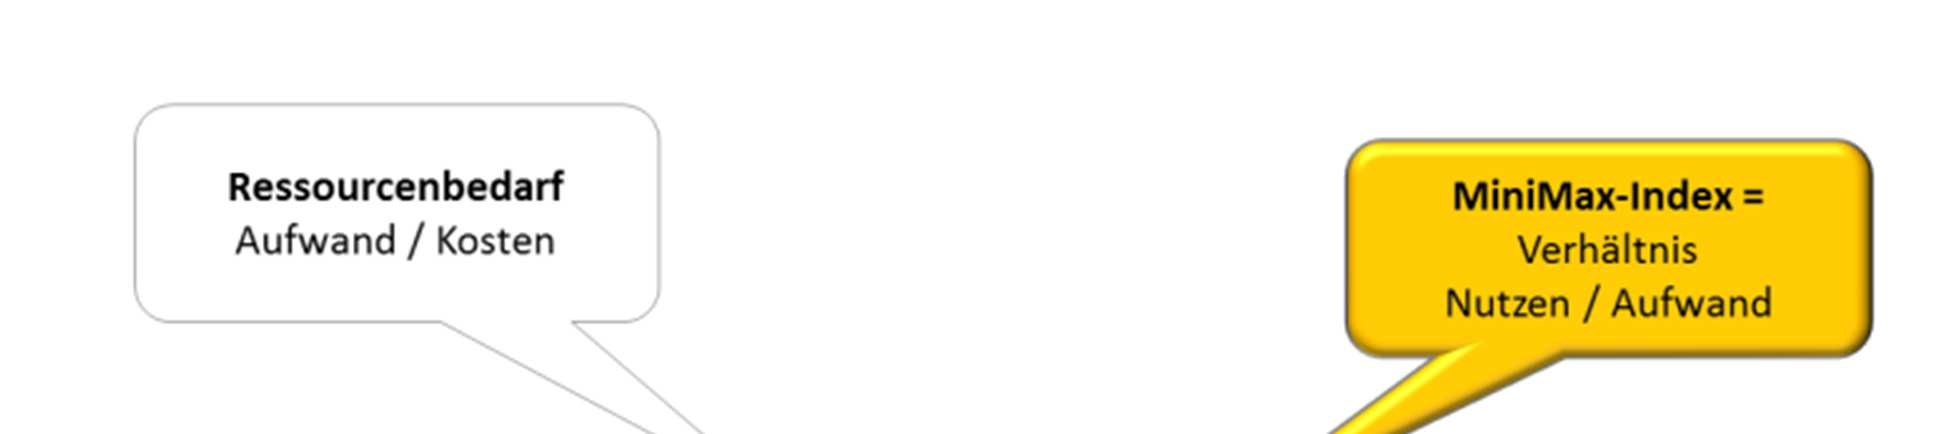 Ressourcenbedarf
Aufwand / Kosten
MiniMax-Index =
Verhältnis
Nutzen / Aufwand